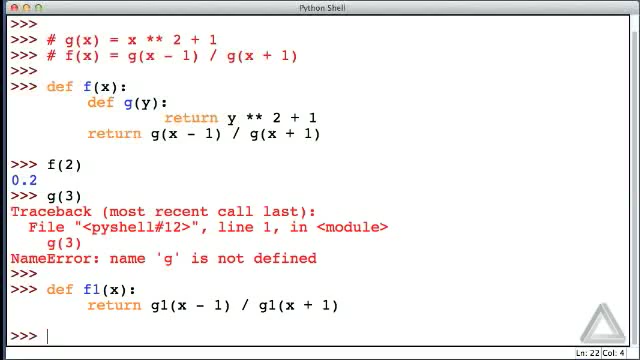 Python Shell
>>>
>>> # g(x) = x ** 2 + 1
>>> # f(x) = g(x - 1) / g(x + 1)
>>>
>>> def f(x):
        def g(y):
                return y ** 2 + 1
        return g(x - 1) / g(x + 1)
>>> f(2)
0.2
>>> g(3)
Traceback (most recent call last):
  File "<pyshell#12>", line 1, in <module>
    g(3)
NameError: name 'g' is not defined
>>>
>>> def f1(x):
        return g1(x - 1) / g1(x + 1)
>>>
Ln: 22 Col: 4